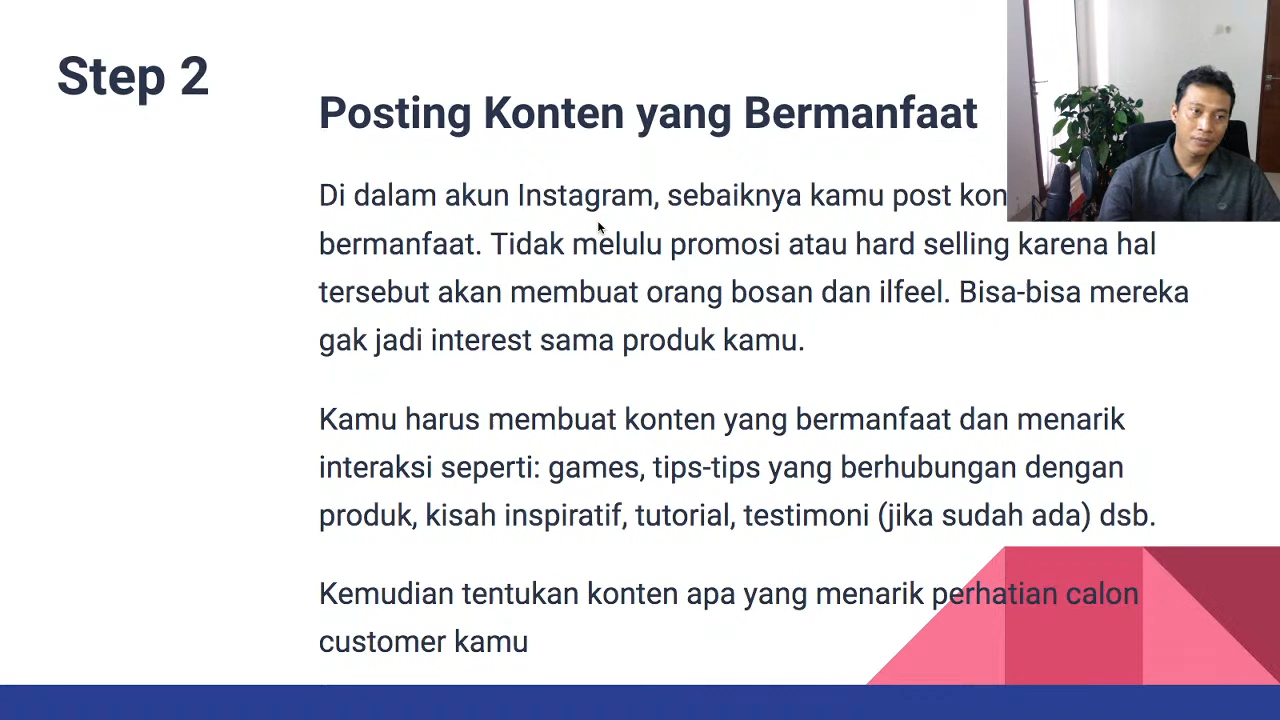 Step 2
Posting Konten yang Bermanfaat
Di dalam akun Instagram, sebaiknya kamu post
bermanfaat. Tidak melulu promosi atau hard selling karena hal
tersebut akan membuat orang bosan dan ilfeel. Bisa-bisa mereka
gak jadi interest sama produk kamu.
Kamu harus membuat konten yang bermanfaat dan menarik
interaksi seperti: games, tips-tips yang berhubungan dengan
produk, kisah inspiratif, tutorial, testimoni (jika sudah ada) dsb.
Kemudian tentukan konten apa yang menarik perhatian calon
customer kamu